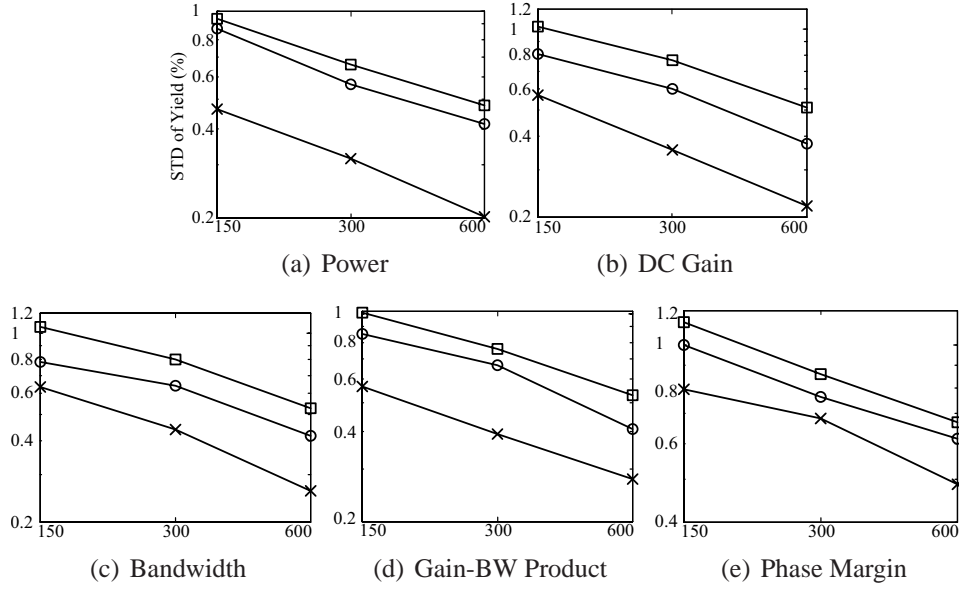 1
0.8
0.6
0.4
0.2
STD of Yield (%)
150 300 600
(a) Power
1.2
1
0.8
0.6
0.4
0.2
150 300 600
(b) DC Gain
1.2
1
0.8
0.6
0.4
0.2
150 300 600
(c) Bandwidth
1
0.8
0.6
0.4
0.2
150 300 600
(d) Gain-BW Product
1.2
1
0.8
0.6
0.4
150 300 600
(e) Phase Margin